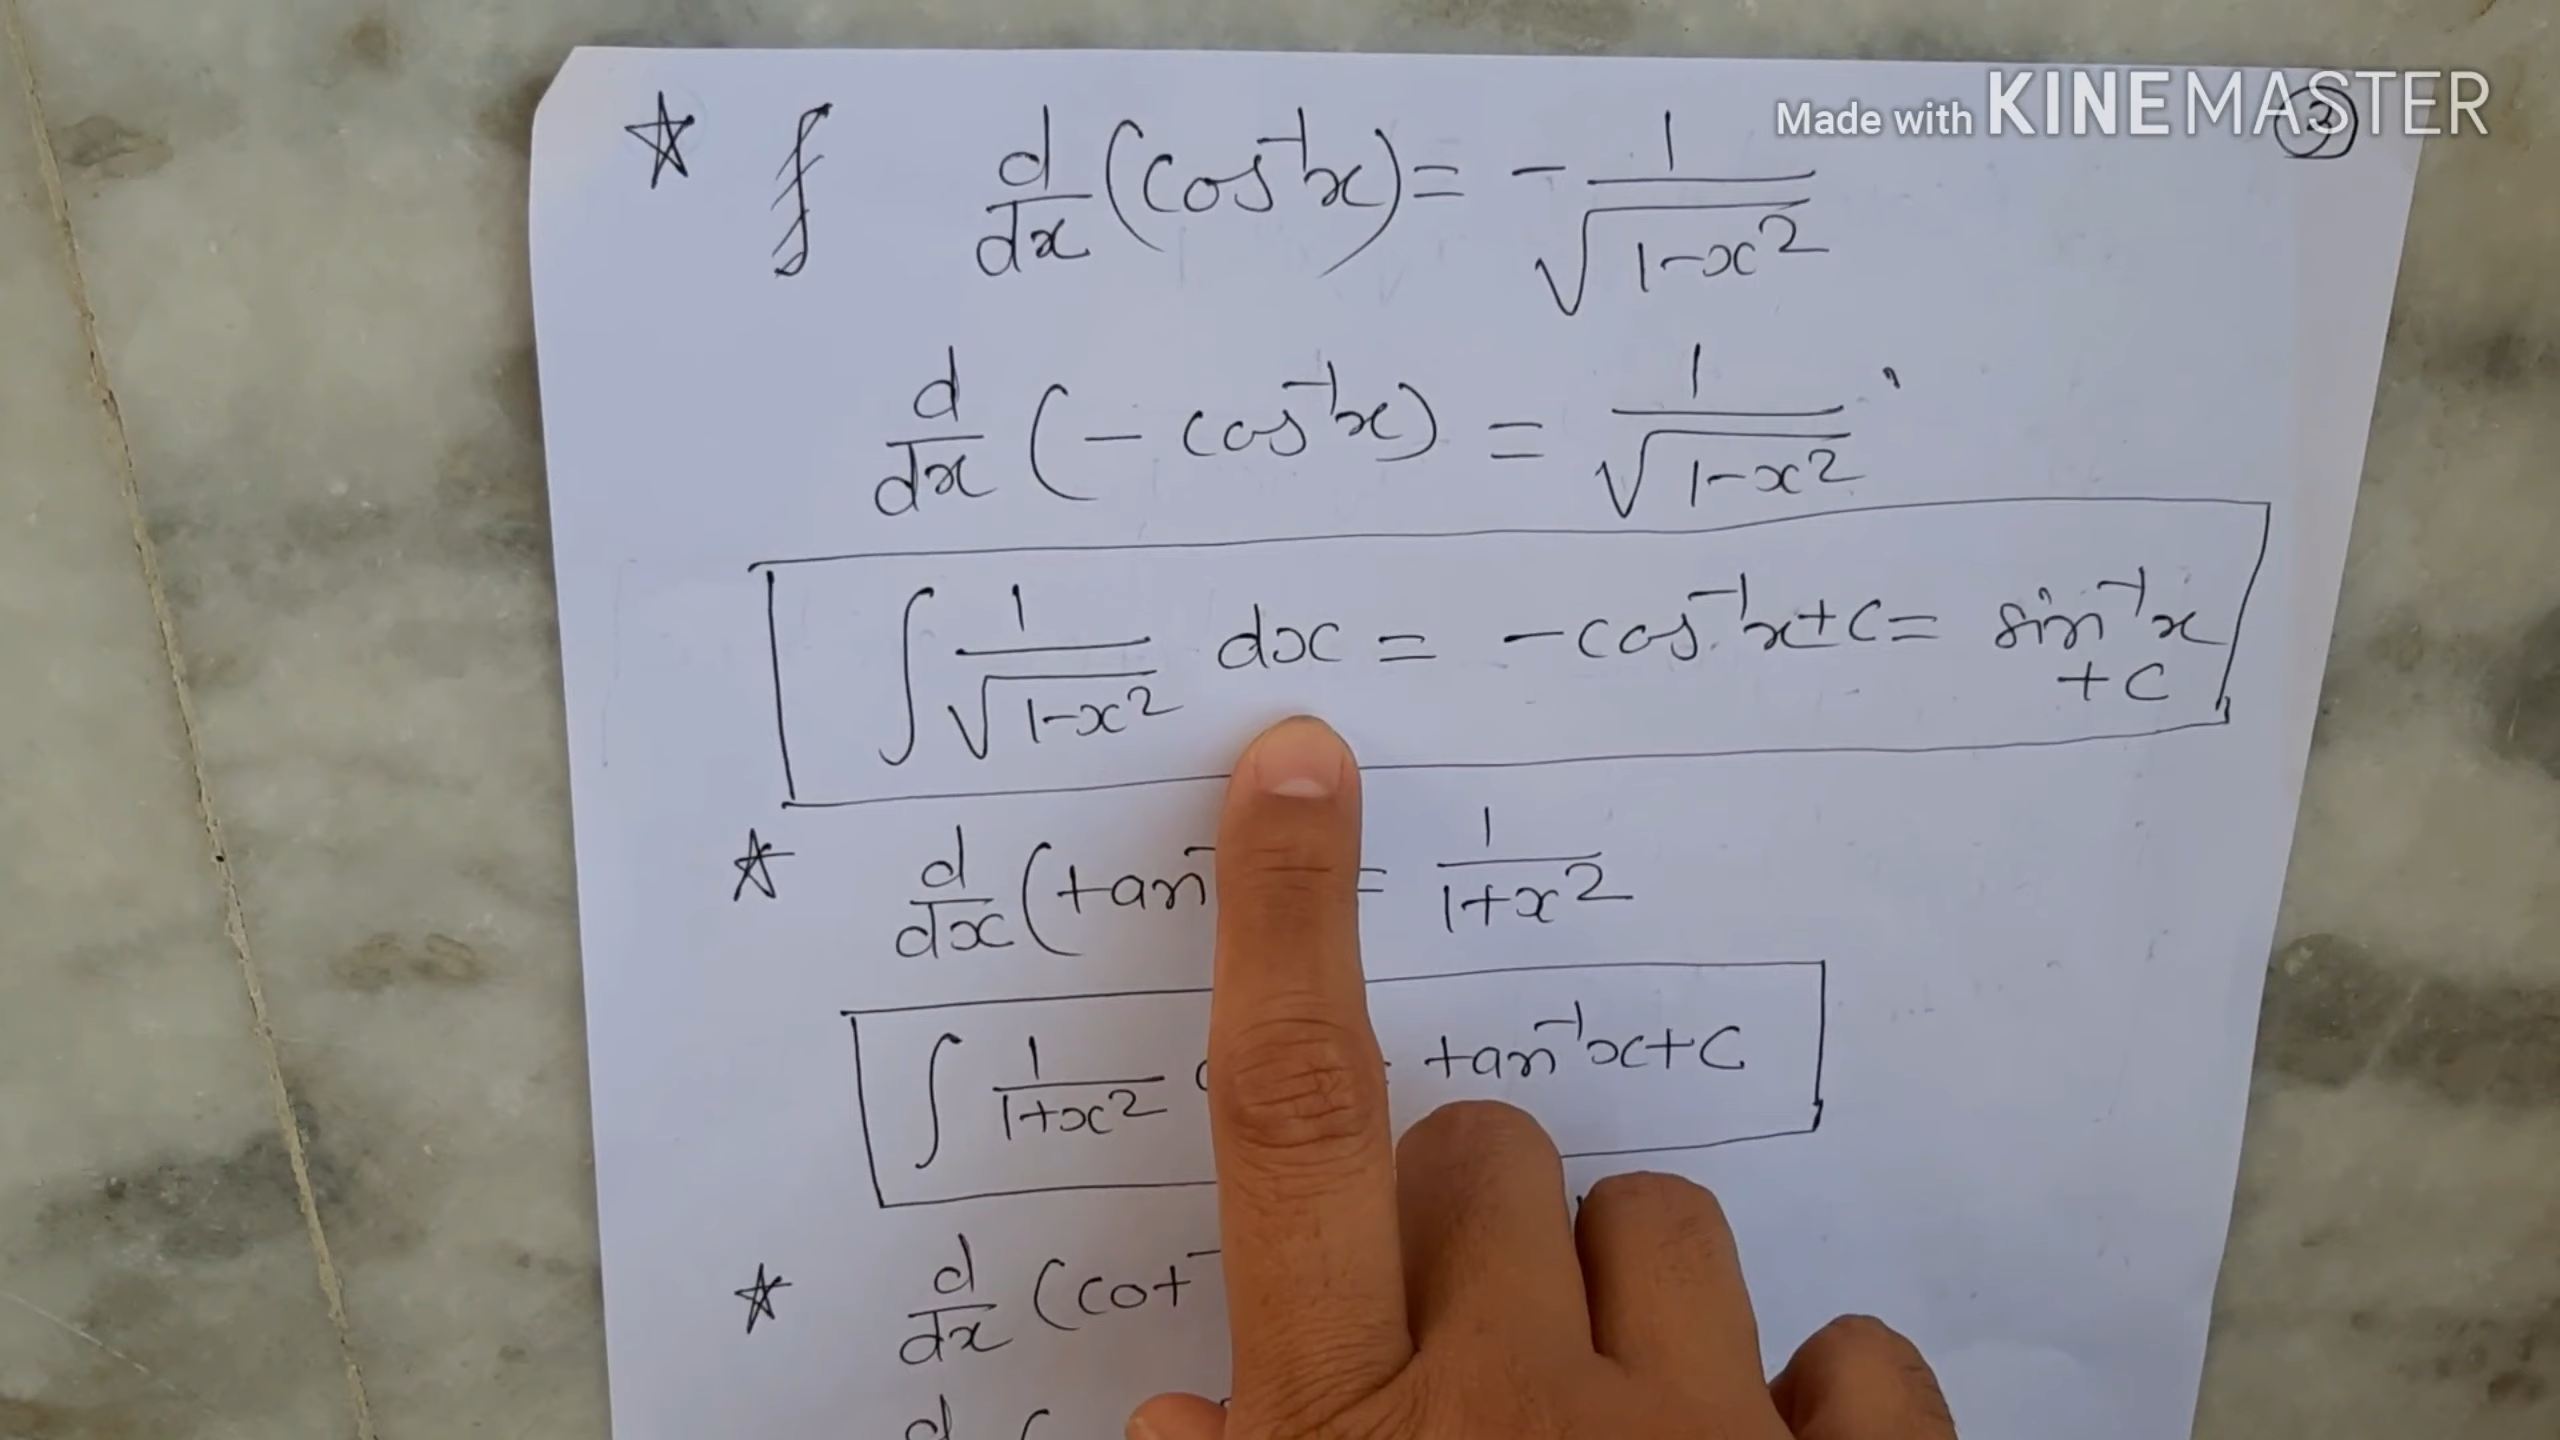 Made with KINEMASTER
③
☆ d/dx (cos⁻¹x) = - 1/√(1-x²)
d/dx (- cos⁻¹x) = 1/√(1-x²)
∫ 1/√(1-x²) dx = -cos⁻¹x+c = sin⁻¹x
+c
☆ d/dx (tan⁻ = 1/(1+x²)
∫ 1/(1+x²) tan⁻¹x+c
☆ d/dx (cot⁻
d